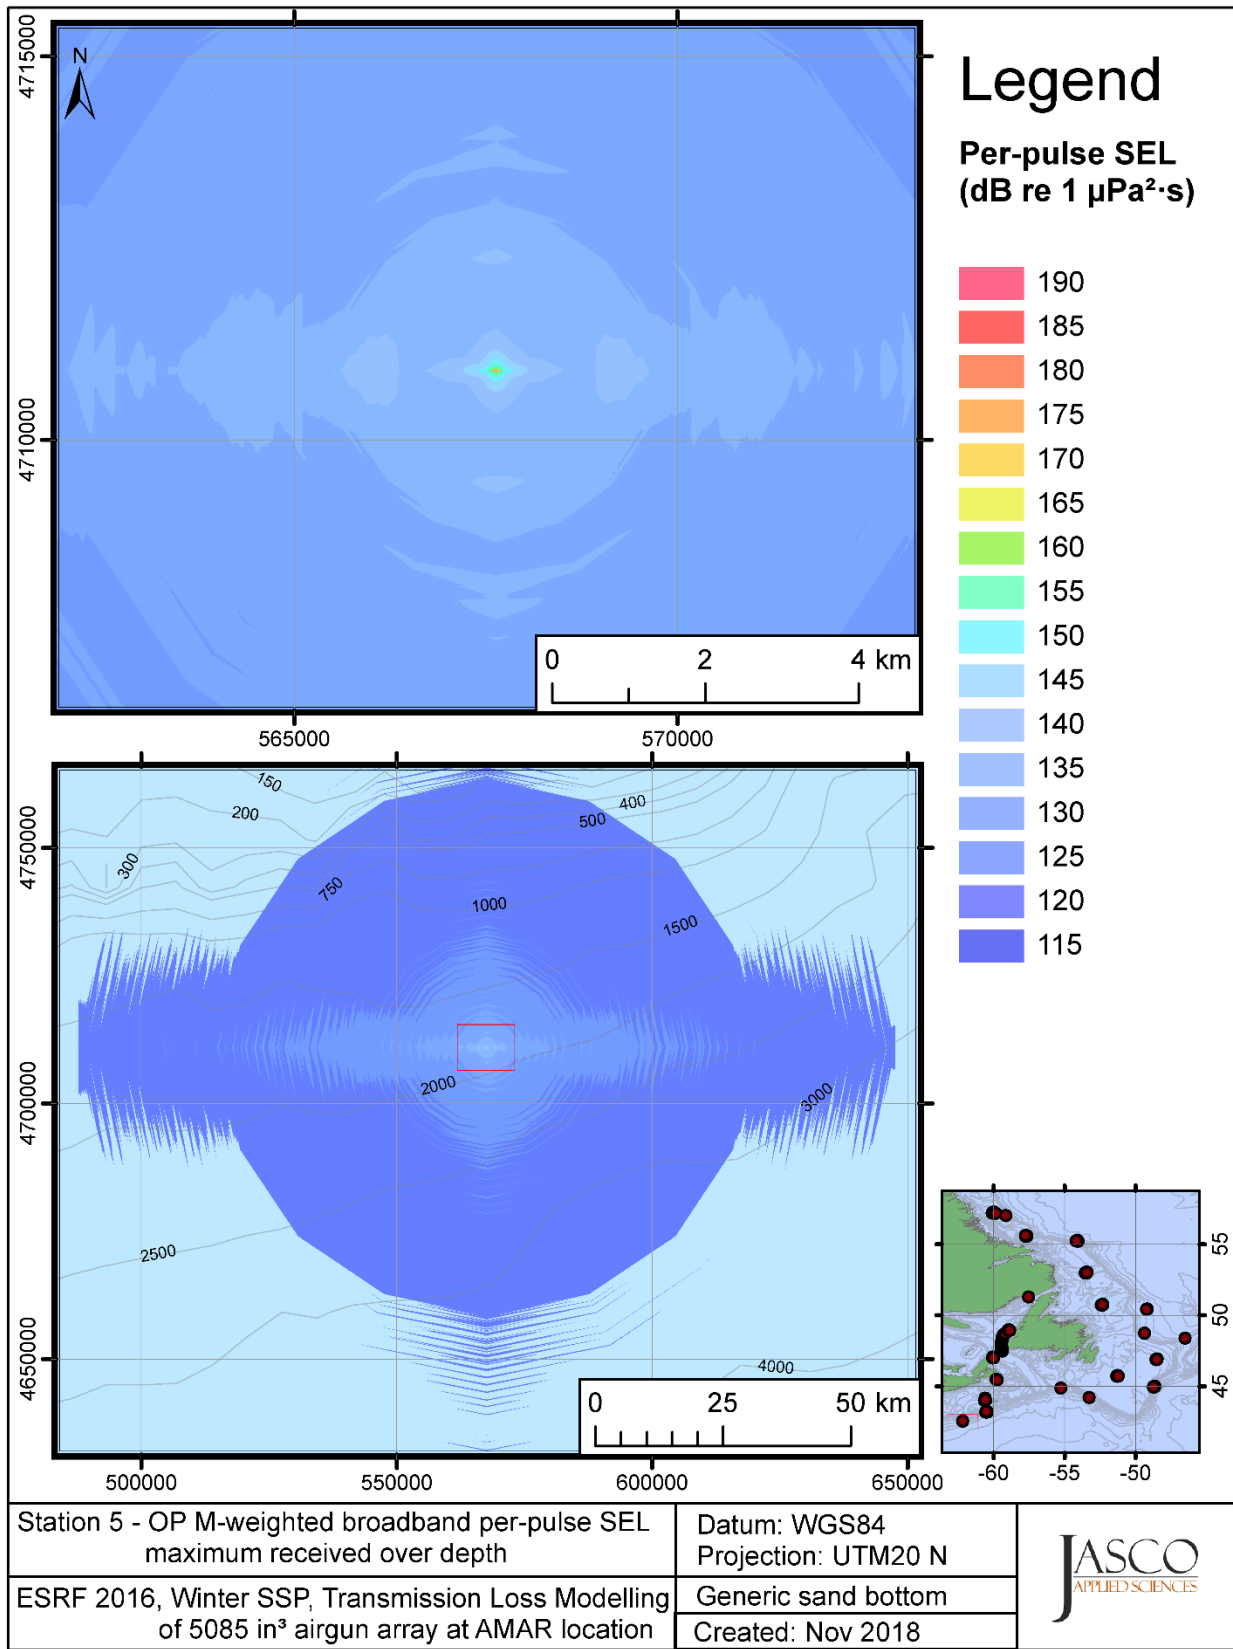 4715000
4710000
N
0 2 4 km
565000 570000
Legend
Per-pulse SEL
(dB re 1 µPa²·s)
190
185
180
175
170
165
160
155
150
145
140
135
130
125
120
115
4750000
4700000
4650000
150
200
300
400
500
750
1000
1500
2000
3000
2500
4000
0 25 50 km
500000 550000 600000 650000
55
50
45
-60 -55 -50
Station 5 - OP M-weighted broadband per-pulse SEL
maximum received over depth
ESRF 2016, Winter SSP, Transmission Loss Modelling
of 5085 in³ airgun array at AMAR location
Datum: WGS84
Projection: UTM20 N
Generic sand bottom
Created: Nov 2018
JASCO
APPLIED SCIENCES